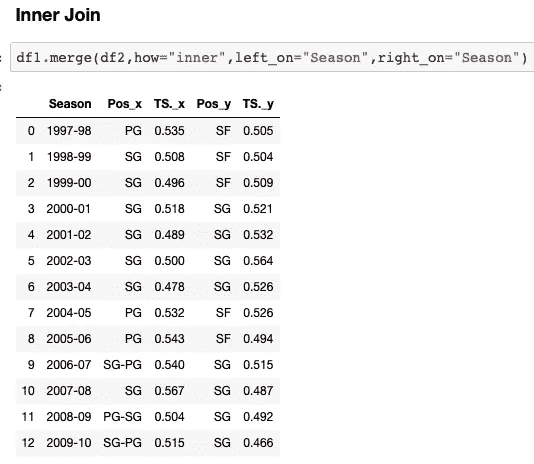 Inner Join
df1.merge(df2,how="inner",left_on="Season",right_on="Season")
Season Pos_x TS._x Pos_y TS._y
0 1997-98 PG 0.535 SF 0.505
1 1998-99 SG 0.508 SF 0.504
2 1999-00 SG 0.496 SF 0.509
3 2000-01 SG 0.518 SG 0.521
4 2001-02 SG 0.489 SG 0.532
5 2002-03 SG 0.500 SG 0.564
6 2003-04 SG 0.478 SG 0.526
7 2004-05 PG 0.532 SF 0.526
8 2005-06 PG 0.543 SF 0.494
9 2006-07 SG-PG 0.540 SG 0.515
10 2007-08 SG 0.567 SG 0.487
11 2008-09 PG-SG 0.504 SG 0.492
12 2009-10 SG-PG 0.515 SG 0.466